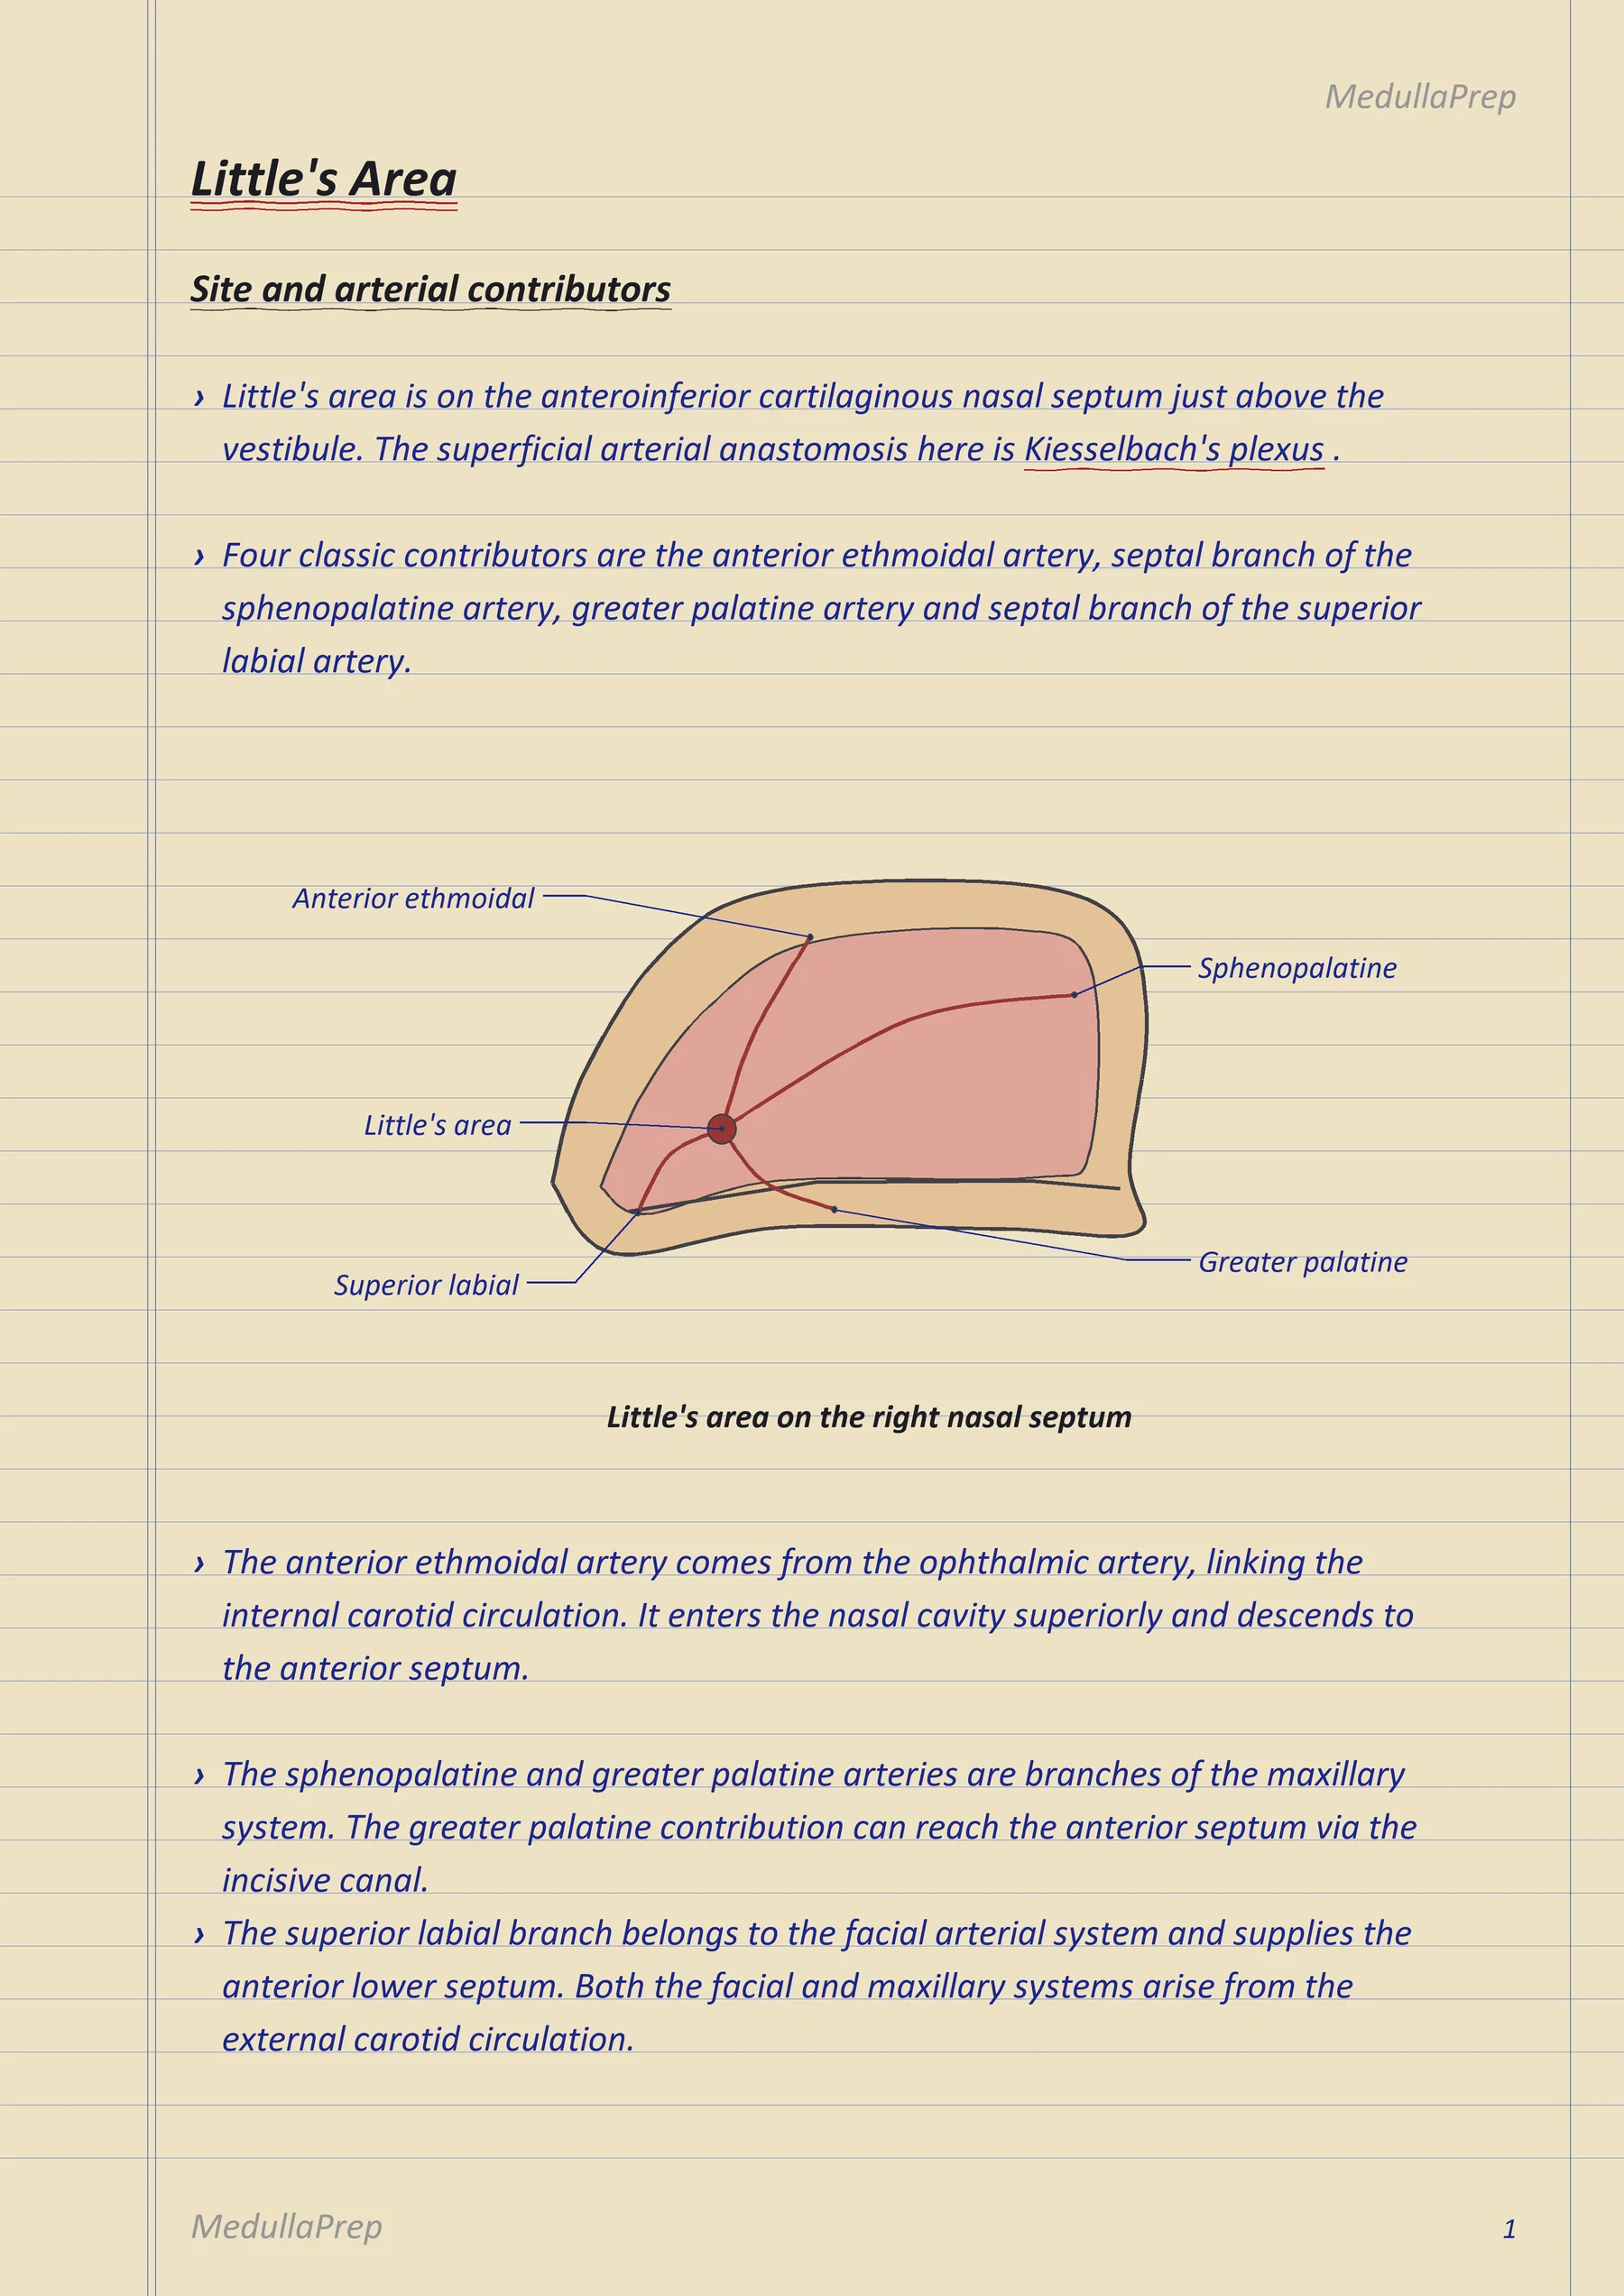 MedullaPrep
Little's Area
Site and arterial contributors
› Little's area is on the anteroinferior cartilaginous nasal septum just above the
vestibule. The superficial arterial anastomosis here is Kiesselbach's plexus .
› Four classic contributors are the anterior ethmoidal artery, septal branch of the
sphenopalatine artery, greater palatine artery and septal branch of the superior
labial artery.
Anterior ethmoidal
Sphenopalatine
Little's area
Greater palatine
Superior labial
Little's area on the right nasal septum
› The anterior ethmoidal artery comes from the ophthalmic artery, linking the
internal carotid circulation. It enters the nasal cavity superiorly and descends to
the anterior septum.
› The sphenopalatine and greater palatine arteries are branches of the maxillary
system. The greater palatine contribution can reach the anterior septum via the
incisive canal.
› The superior labial branch belongs to the facial arterial system and supplies the
anterior lower septum. Both the facial and maxillary systems arise from the
external carotid circulation.
MedullaPrep
1